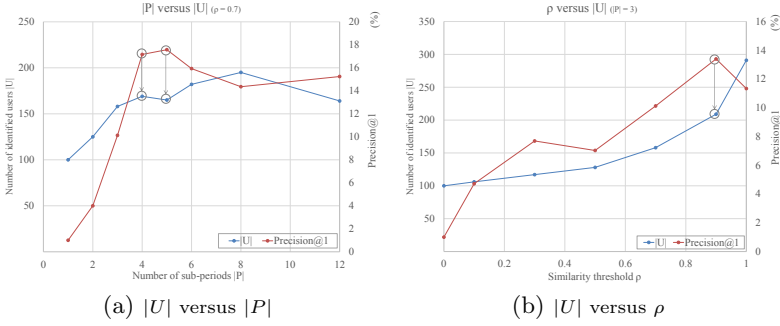 |P| versus |U| (ρ = 0.7)
(%)
Number of identified users |U|
250
200
150
100
50
0
20
18
16
14
12
10
8
6
4
2
0
Precision@1
|U| Precision@1
0 2 4 6 8 10 12
Number of sub-periods |P|
(a) |U| versus |P|
ρ versus |U| (|P| = 3)
(%)
Number of identified users |U|
350
300
250
200
150
100
50
16
14
12
10
8
6
4
2
0
Precision@1
|U| Precision@1
0 0.2 0.4 0.6 0.8 1
Similarity threshold ρ
(b) |U| versus ρ